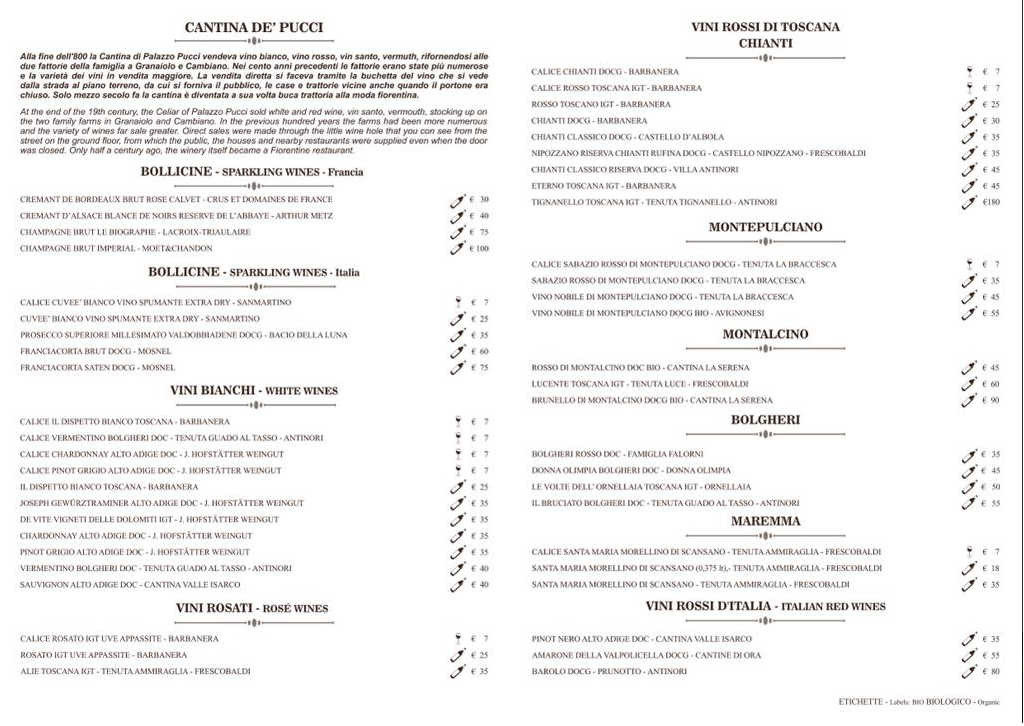 CANTINA DE' PUCCI
Alla fine dell'800 la Cantina di Palazzo Pucci vendeva vino bianco, vino rosso, vin santo, vermuth, rifornendosi alle
due fattorie della famiglia a Granaiolo e Cambiano. Nei cento anni precedenti le fattorie erano state più numerose
e la varietà dei vini in vendita maggiore. La vendita diretta si faceva tramite la buchetta del vino che si vede
dalla strada al piano terreno, da cui si forniva il pubblico, le case e trattorie vicine anche quando il portone era
chiuso. Solo mezzo secolo fa la cantina è diventata a sua volta buca trattoria alla moda fiorentina.
At the end of the 19th century, the Celiar of Palazzo Pucci sold white and red wine, vin santo, vermouth, stocking up on
the two family farms in Granaiolo and Cambiano. In the previous hundred years the farms had been more numerous
and the variety of wines far sale greater. Oirect sales were made through the little wine hole that you con see from the
street on the ground floor, from which the public, the houses and nearby restaurants were supplied even when the door
was closed. Only half a century ago, the winery itself became a Fiorentine restaurant.
BOLLICINE - SPARKLING WINES - Francia
CREMANT DE BORDEAUX BRUT ROSE CALVET - CRUS ET DOMAINES DE FRANCE € 30
CREMANT D'ALSACE BLANCE DE NOIRS RESERVE DE L'ABBAYE - ARTHUR METZ € 40
CHAMPAGNE BRUT LE BIOGRAPHE - LACROIX-TRIAULAIRE € 75
CHAMPAGNE BRUT IMPERIAL - MOET&CHANDON € 100
BOLLICINE - SPARKLING WINES - Italia
CALICE CUVEE' BIANCO VINO SPUMANTE EXTRA DRY - SANMARTINO € 7
CUVEE' BIANCO VINO SPUMANTE EXTRA DRY - SANMARTINO € 25
PROSECCO SUPERIORE MILLESIMATO VALDOBBIADENE DOCG - BACIO DELLA LUNA € 35
FRANCIACORTA BRUT DOCG - MOSNEL € 60
FRANCIACORTA SATEN DOCG - MOSNEL € 75
VINI BIANCHI - WHITE WINES
CALICE IL DISPETTO BIANCO TOSCANA - BARBANERA € 7
CALICE VERMENTINO BOLGHERI DOC - TENUTA GUADO AL TASSO - ANTINORI € 7
CALICE CHARDONNAY ALTO ADIGE DOC - J. HOFSTÄTTER WEINGUT € 7
CALICE PINOT GRIGIO ALTO ADIGE DOC - J. HOFSTÄTTER WEINGUT € 7
IL DISPETTO BIANCO TOSCANA - BARBANERA € 25
JOSEPH GEWÜRZTRAMINER ALTO ADIGE DOC - J. HOFSTÄTTER WEINGUT € 35
DE VITE VIGNETI DELLE DOLOMITI IGT - J. HOFSTÄTTER WEINGUT € 35
CHARDONNAY ALTO ADIGE DOC - J. HOFSTÄTTER WEINGUT € 35
PINOT GRIGIO ALTO ADIGE DOC - J. HOFSTÄTTER WEINGUT € 35
VERMENTINO BOLGHERI DOC - TENUTA GUADO AL TASSO - ANTINORI € 40
SAUVIGNON ALTO ADIGE DOC - CANTINA VALLE ISARCO € 40
VINI ROSATI - ROSÉ WINES
CALICE ROSATO IGT UVE APPASSITE - BARBANERA € 7
ROSATO IGT UVE APPASSITE - BARBANERA € 25
ALIE TOSCANA IGT - TENUTA AMMIRAGLIA - FRESCOBALDI € 35
VINI ROSSI DI TOSCANA
CHIANTI
CALICE CHIANTI DOCG - BARBANERA € 7
CALICE ROSSO TOSCANA IGT - BARBANERA € 7
ROSSO TOSCANO IGT - BARBANERA € 25
CHIANTI DOCG - BARBANERA € 30
CHIANTI CLASSICO DOCG - CASTELLO D'ALBOLA € 35
NIPOZZANO RISERVA CHIANTI RUFINA DOCG - CASTELLO NIPOZZANO - FRESCOBALDI € 35
CHIANTI CLASSICO RISERVA DOCG - VILLA ANTINORI € 45
ETERNO TOSCANA IGT - BARBANERA € 45
TIGNANELLO TOSCANA IGT - TENUTA TIGNANELLO - ANTINORI €180
MONTEPULCIANO
CALICE SABAZIO ROSSO DI MONTEPULCIANO DOCG - TENUTA LA BRACCESCA € 7
SABAZIO ROSSO DI MONTEPULCIANO DOCG - TENUTA LA BRACCESCA € 35
VINO NOBILE DI MONTEPULCIANO DOCG - TENUTA LA BRACCESCA € 45
VINO NOBILE DI MONTEPULCIANO DOCG BIO - AVIGNONESI € 55
MONTALCINO
ROSSO DI MONTALCINO DOC BIO - CANTINA LA SERENA € 45
LUCENTE TOSCANA IGT - TENUTA LUCE - FRESCOBALDI € 60
BRUNELLO DI MONTALCINO DOCG BIO - CANTINA LA SERENA € 90
BOLGHERI
BOLGHERI ROSSO DOC - FAMIGLIA FALORNI € 35
DONNA OLIMPIA BOLGHERI DOC - DONNA OLIMPIA € 45
LE VOLTE DELL' ORNELLAIA TOSCANA IGT - ORNELLAIA € 50
IL BRUCIATO BOLGHERI DOC - TENUTA GUADO AL TASSO - ANTINORI € 55
MAREMMA
CALICE SANTA MARIA MORELLINO DI SCANSANO - TENUTA AMMIRAGLIA - FRESCOBALDI € 7
SANTA MARIA MORELLINO DI SCANSANO (0,375 lt),- TENUTA AMMIRAGLIA - FRESCOBALDI € 18
SANTA MARIA MORELLINO DI SCANSANO - TENUTA AMMIRAGLIA - FRESCOBALDI € 35
VINI ROSSI D'ITALIA - ITALIAN RED WINES
PINOT NERO ALTO ADIGE DOC - CANTINA VALLE ISARCO € 35
AMARONE DELLA VALPOLICELLA DOCG - CANTINE DI ORA € 55
BAROLO DOCG - PRUNOTTO - ANTINORI € 80
ETICHETTE - Labels: BIO BIOLOGICO - Organic